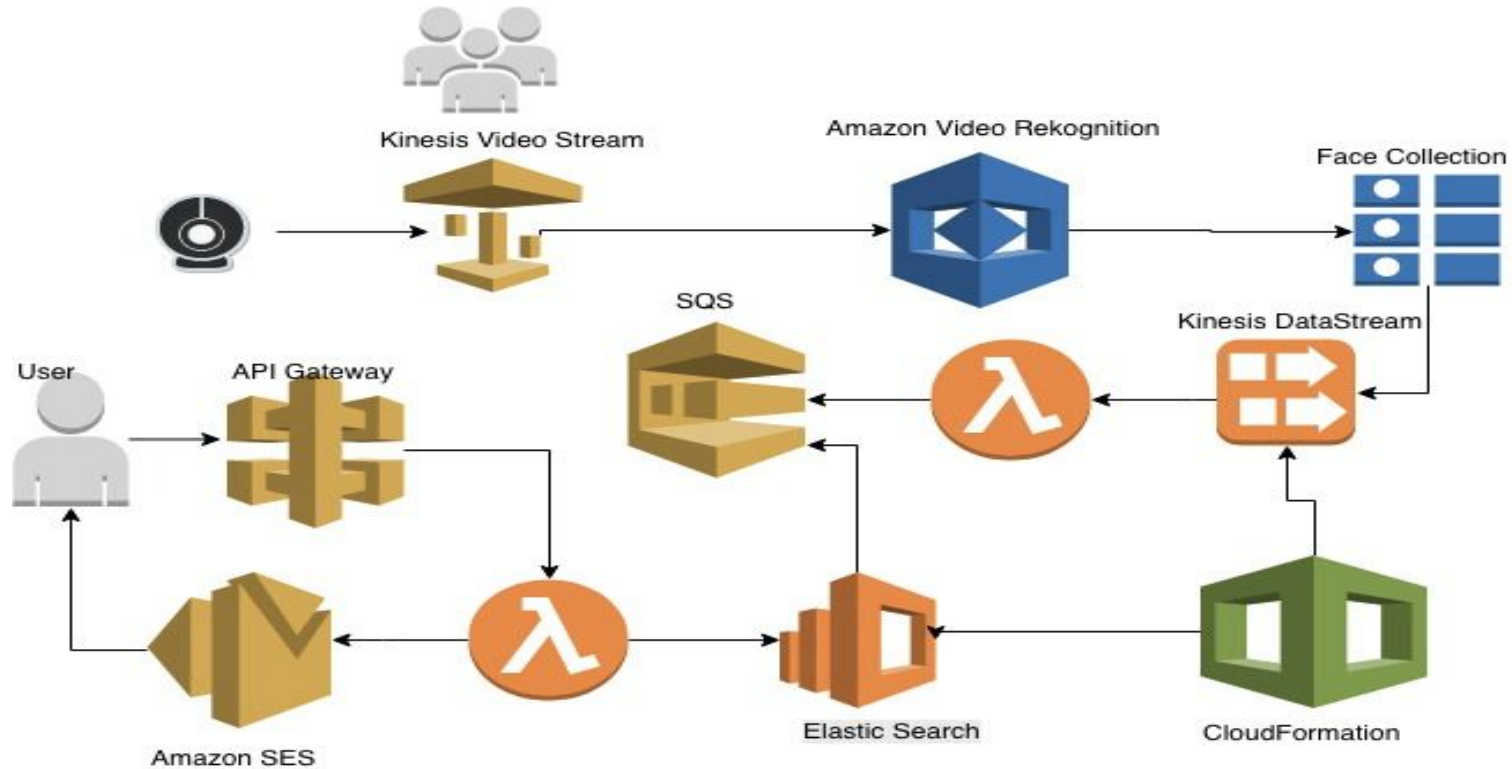 Kinesis Video Stream
Amazon Video Rekognition
Face Collection
SQS
Kinesis DataStream
User
API Gateway
Elastic Search
CloudFormation
Amazon SES